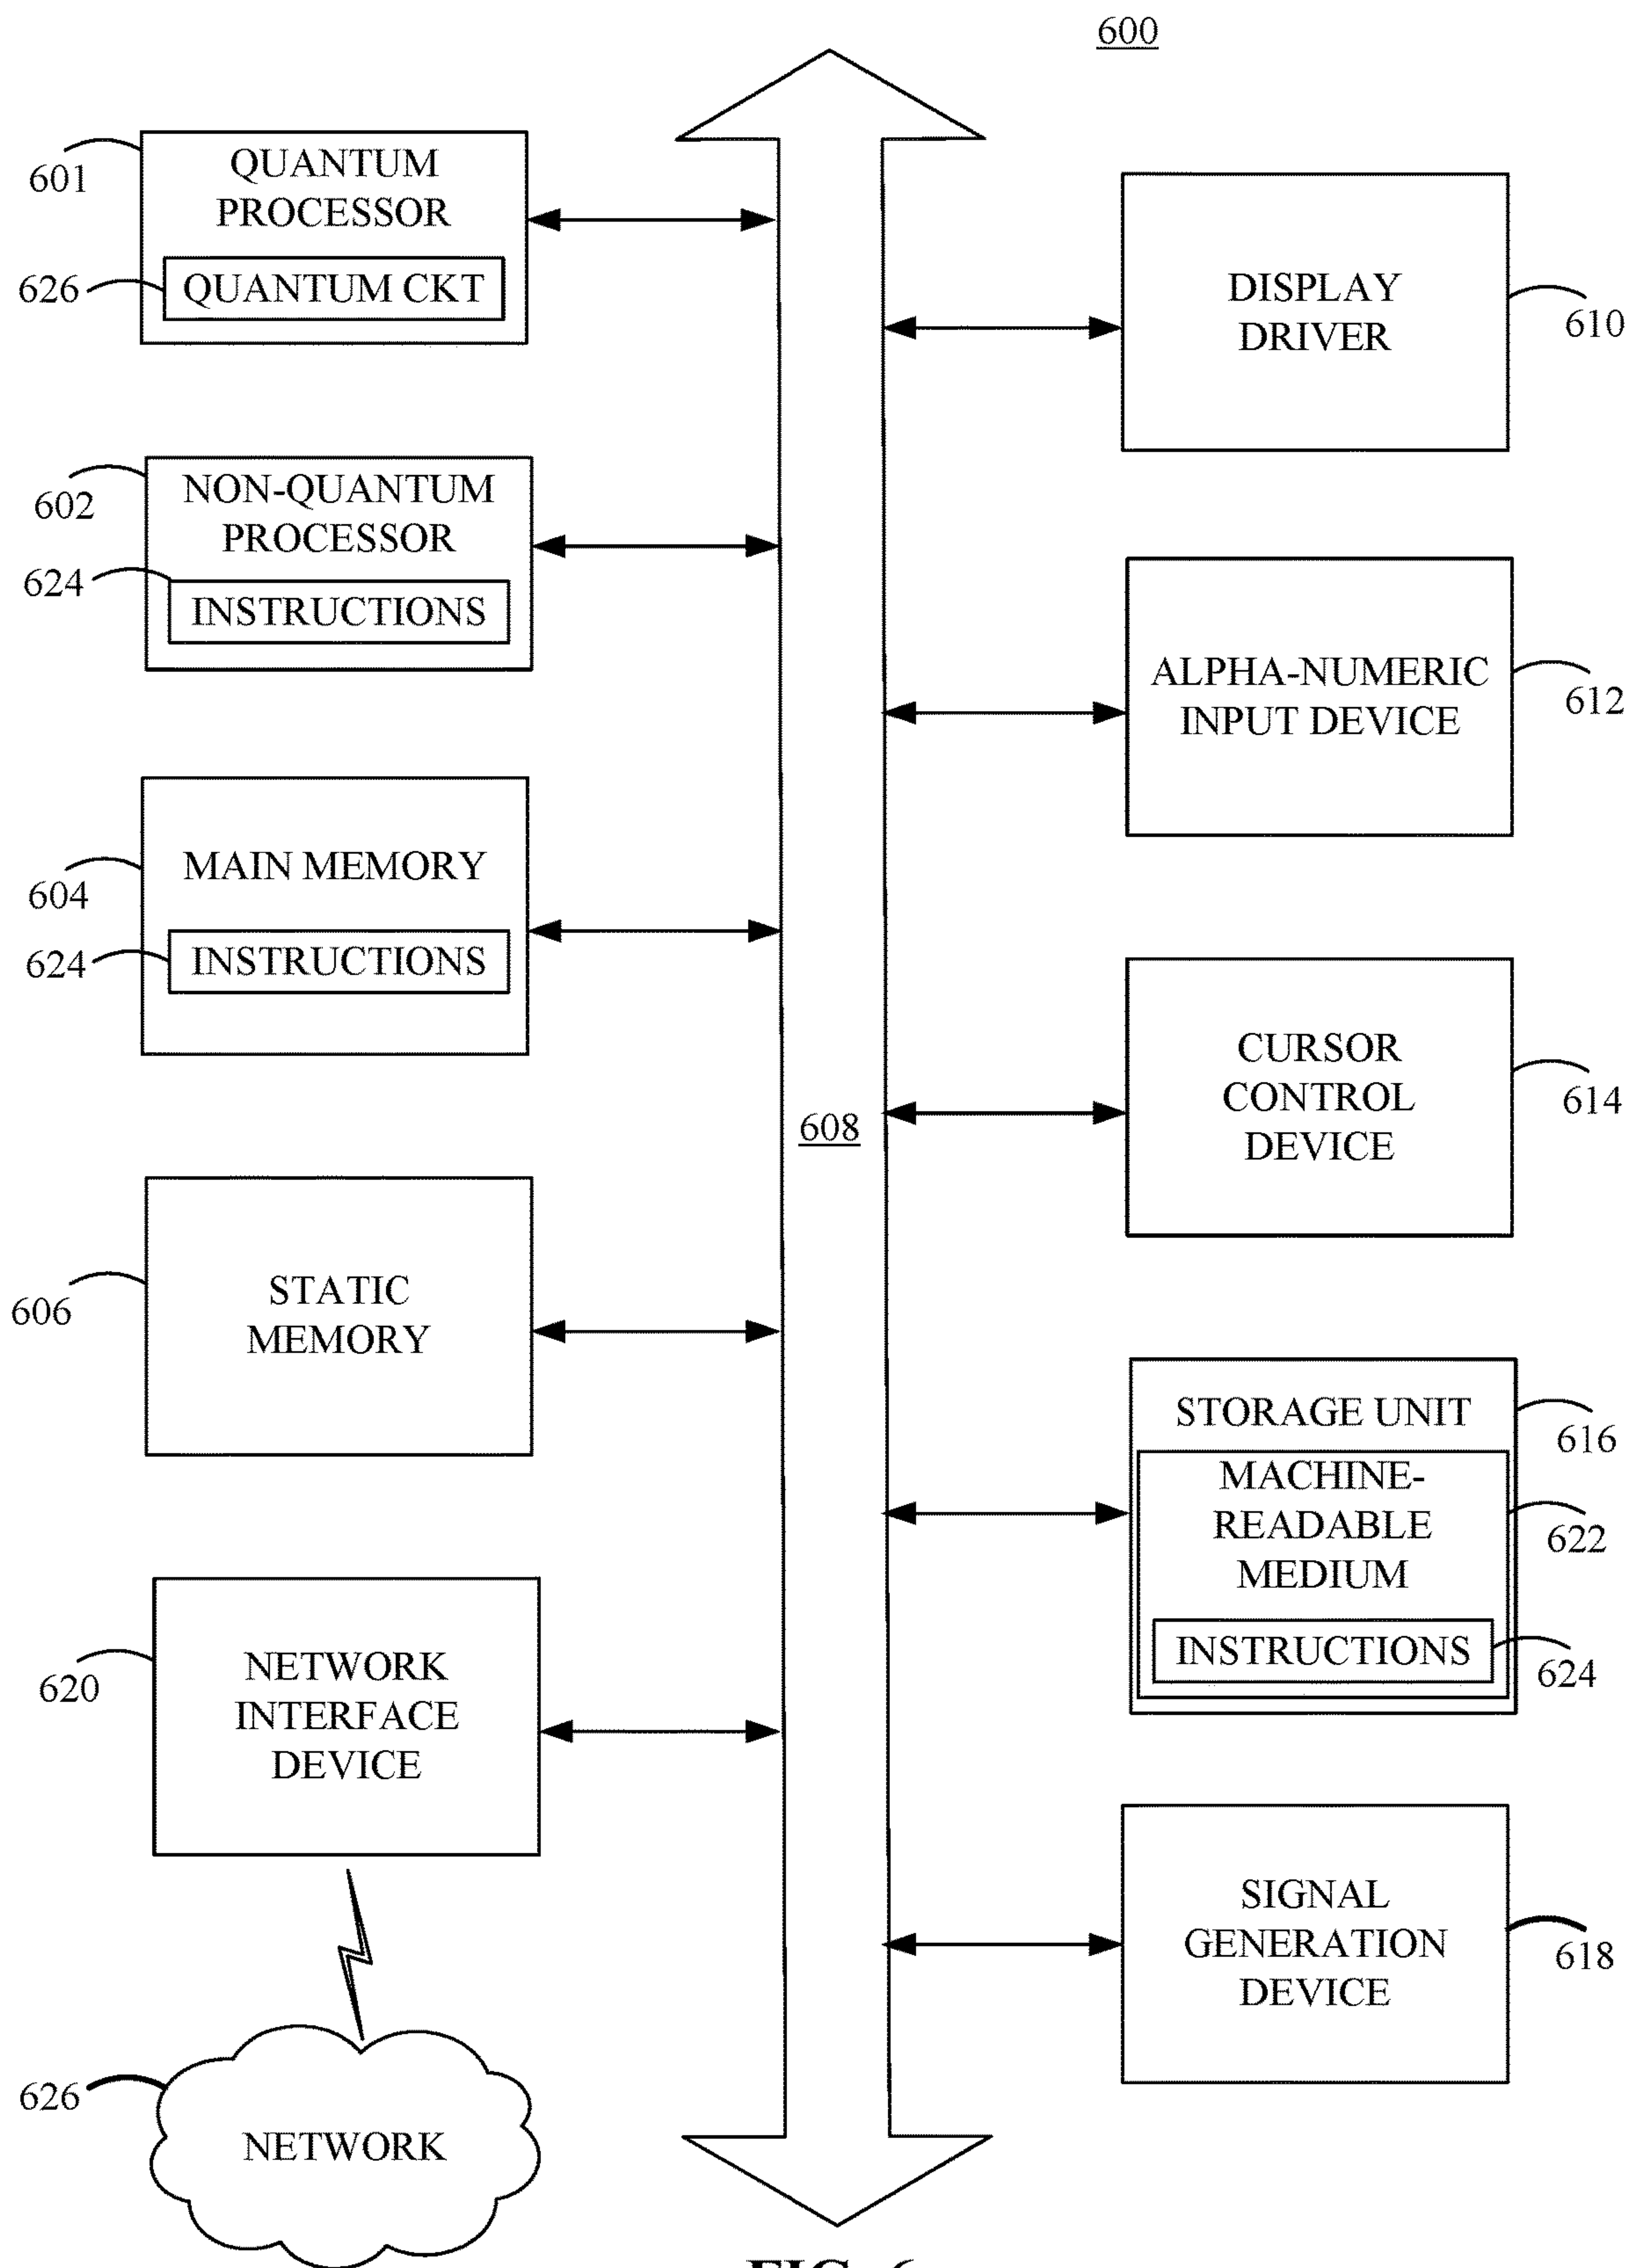 600
601
QUANTUM
PROCESSOR
626
QUANTUM CKT
602
NON-QUANTUM
PROCESSOR
624
INSTRUCTIONS
604
MAIN MEMORY
624
INSTRUCTIONS
606
STATIC
MEMORY
620
NETWORK
INTERFACE
DEVICE
626
NETWORK
608
DISPLAY
DRIVER
610
ALPHA-NUMERIC
INPUT DEVICE
612
CURSOR
CONTROL
DEVICE
614
STORAGE UNIT
616
MACHINE-
READABLE
MEDIUM
622
INSTRUCTIONS
624
SIGNAL
GENERATION
DEVICE
618